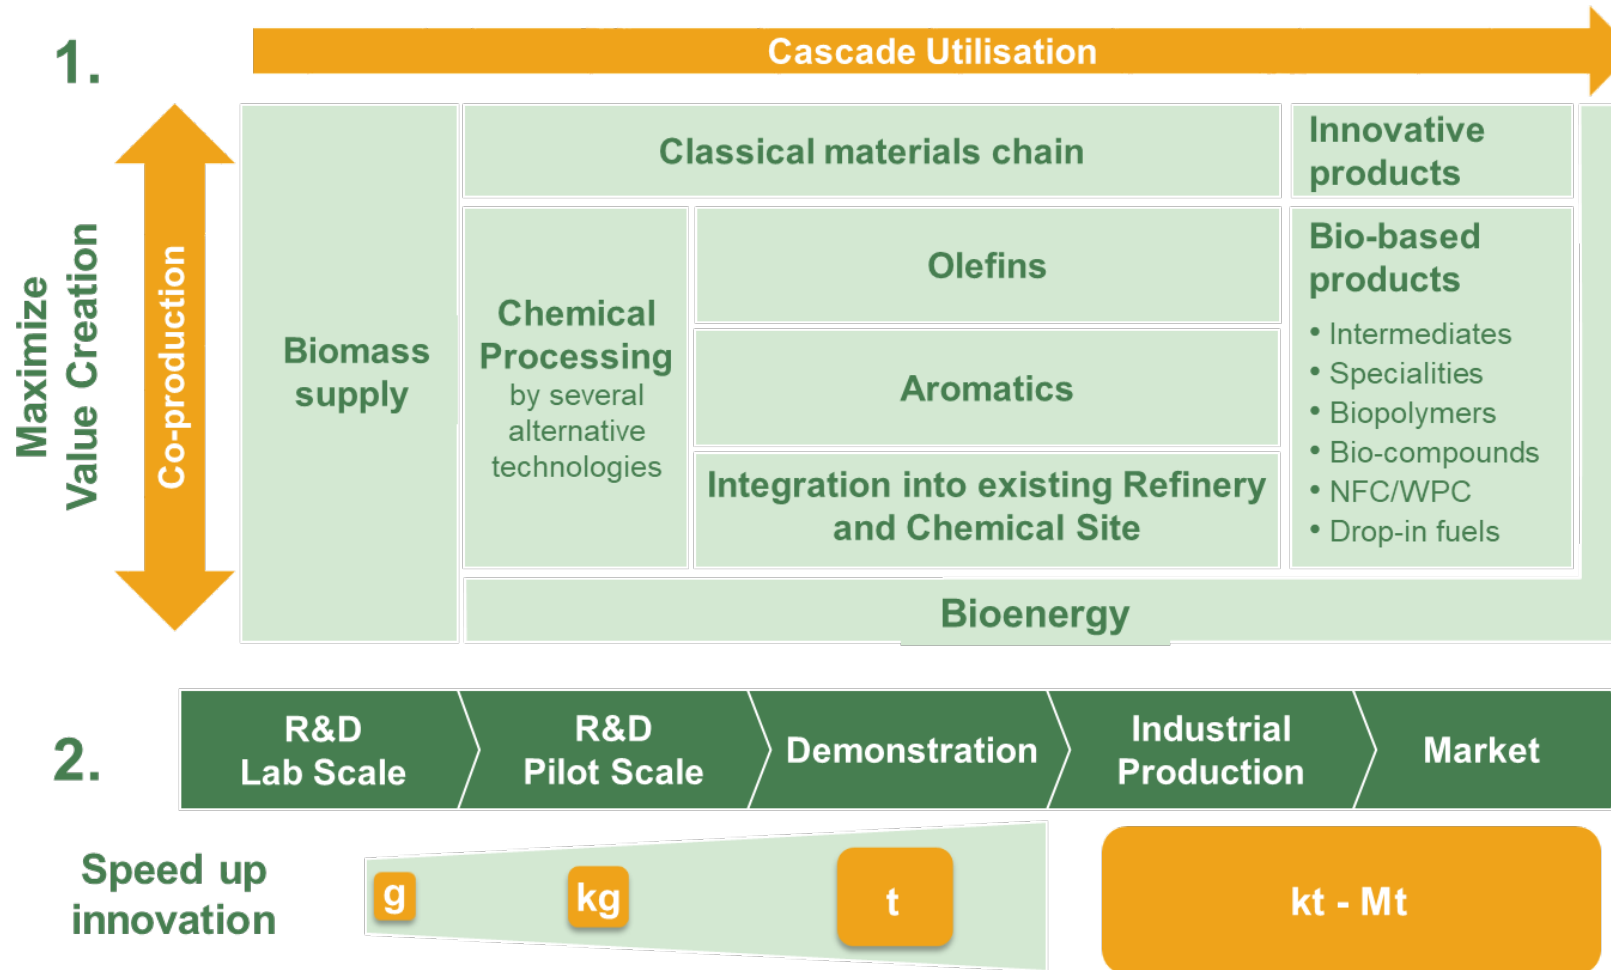 1.
Cascade Utilisation
Maximize
Value Creation
Co-production
Biomass
supply
Classical materials chain
Innovative
products
Chemical
Processing
by several
alternative
technologies
Olefins
Aromatics
Integration into existing Refinery
and Chemical Site
Bio-based
products
• Intermediates
• Specialities
• Biopolymers
• Bio-compounds
• NFC/WPC
• Drop-in fuels
Bioenergy
2.
R&D
Lab Scale
R&D
Pilot Scale
Demonstration
Industrial
Production
Market
Speed up
innovation
g
kg
t
kt - Mt